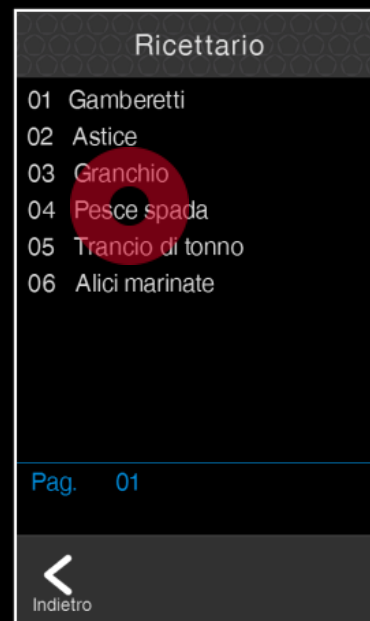 Ricettario
01 Gamberetti
02 Astice
03 Granchio
04 Pesce spada
05 Trancio di tonno
06 Alici marinate
Pag. 01
Indietro